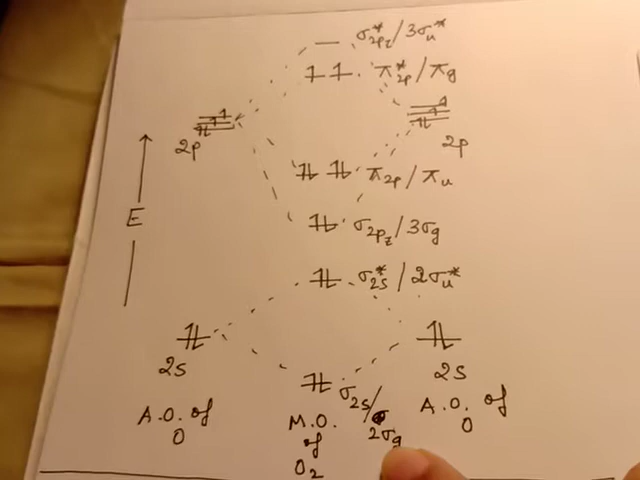 σ*2pz/3σu*
π*2p/πg
2p
2p
π2p/πu
E
σ2pz/3σg
σ*2s/2σu*
2s
2s
σ2s/2σg
A.O. of
O
M.O.
of
O2
A.O. of
O